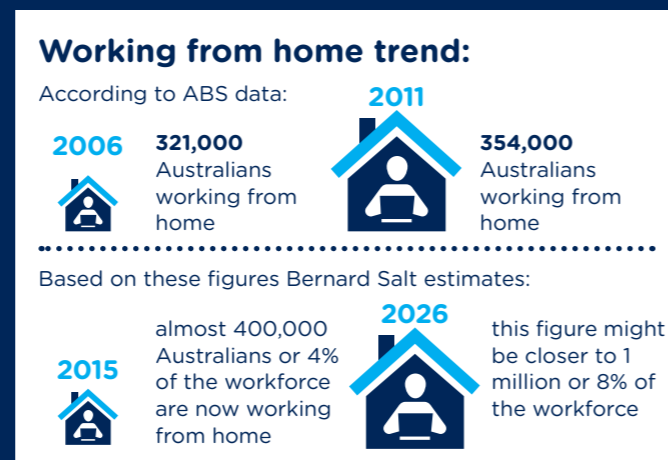 Working from home trend:
According to ABS data:
2006
321,000
Australians
working from
home
2011
354,000
Australians
working from
home
Based on these figures Bernard Salt estimates:
2015
almost 400,000
Australians or 4%
of the workforce
are now working
from home
2026
this figure might
be closer to 1
million or 8% of
the workforce